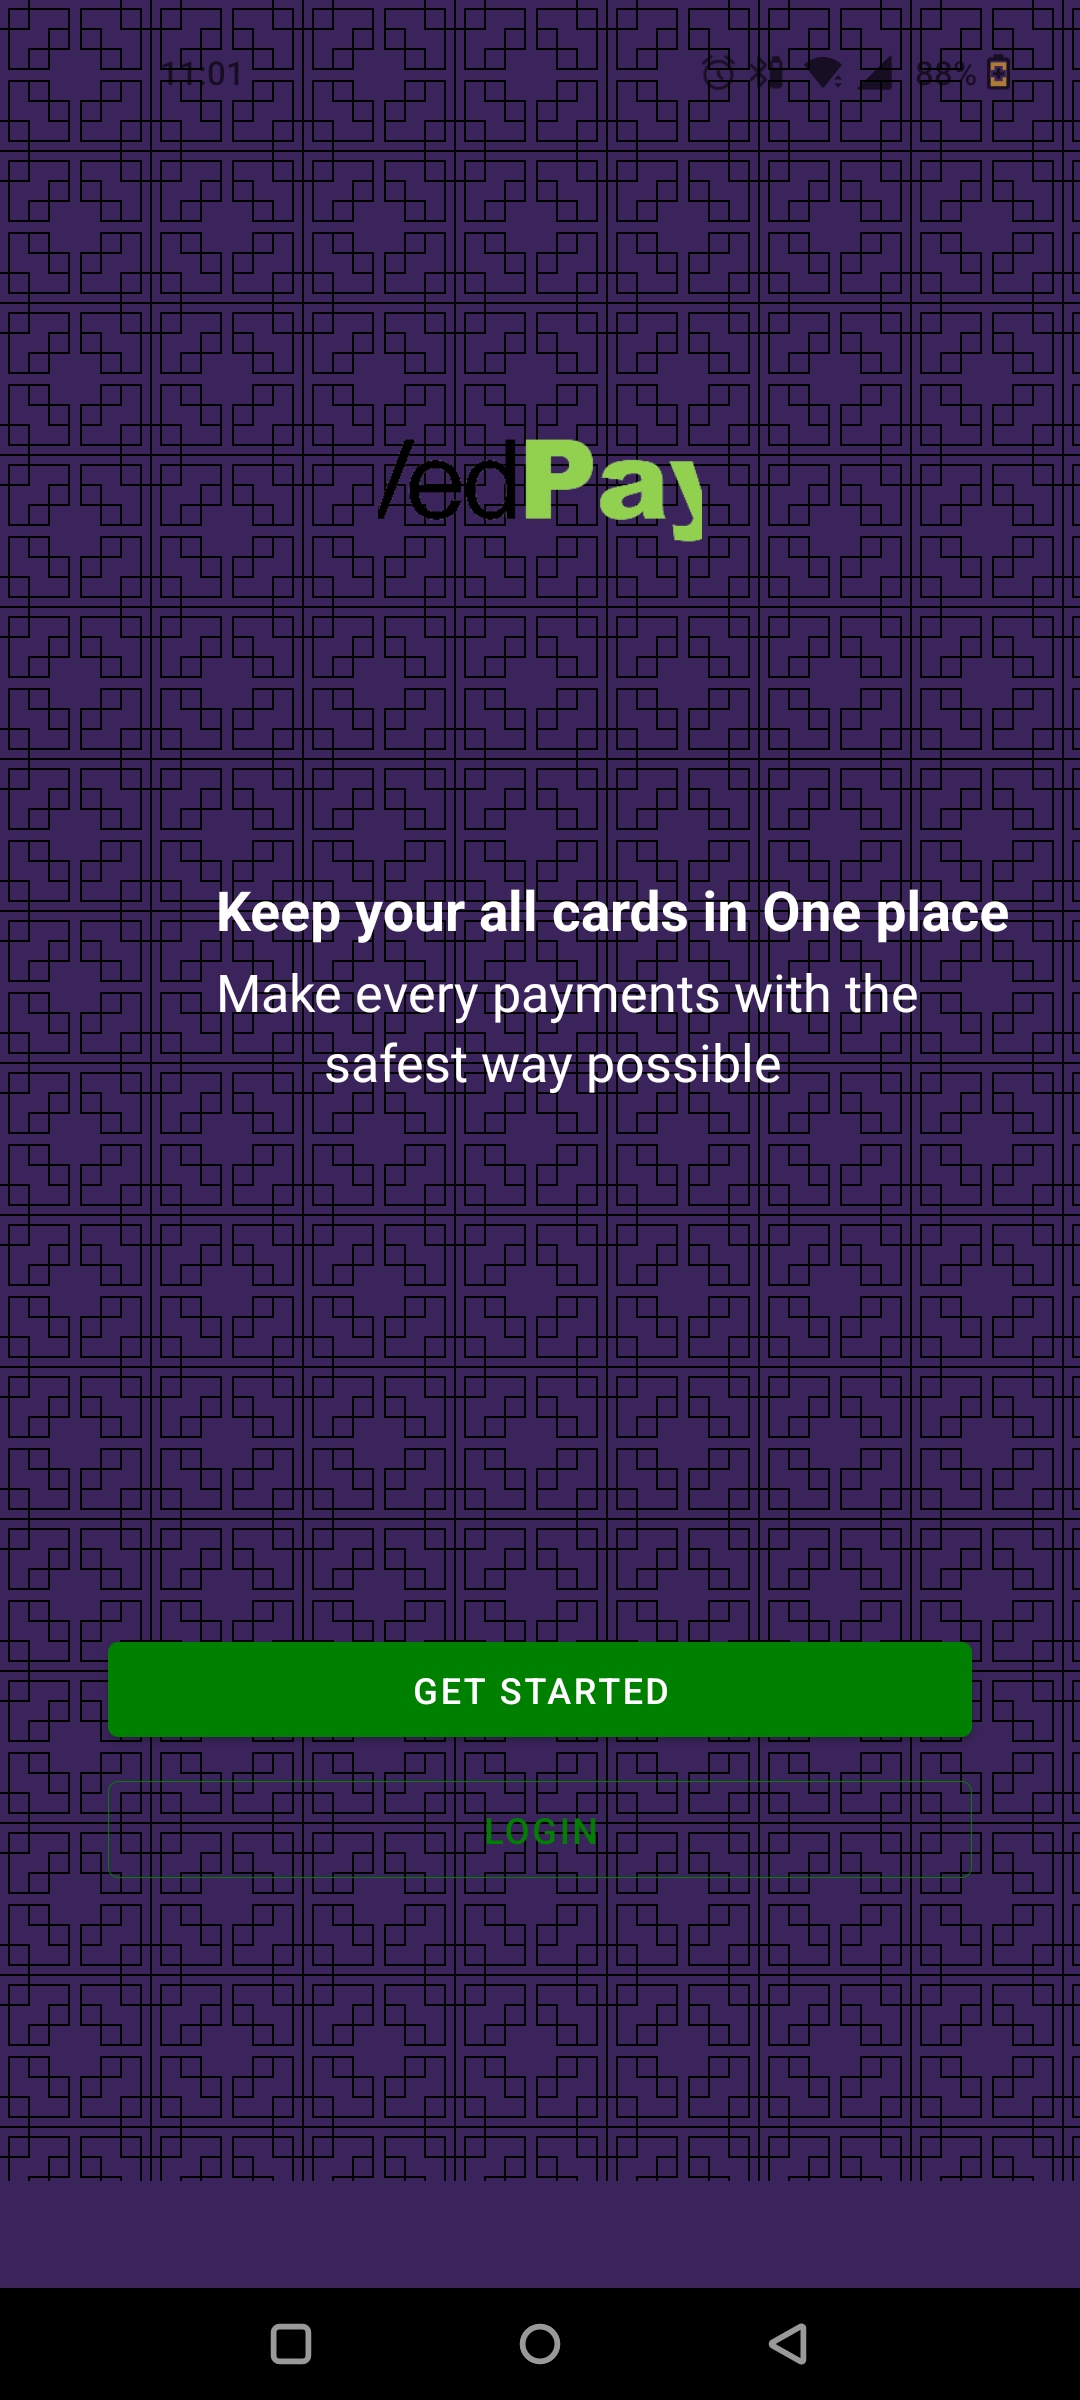 11:01
88%
/edPay
Keep your all cards in One place
Make every payments with the
safest way possible
GET STARTED
LOGIN